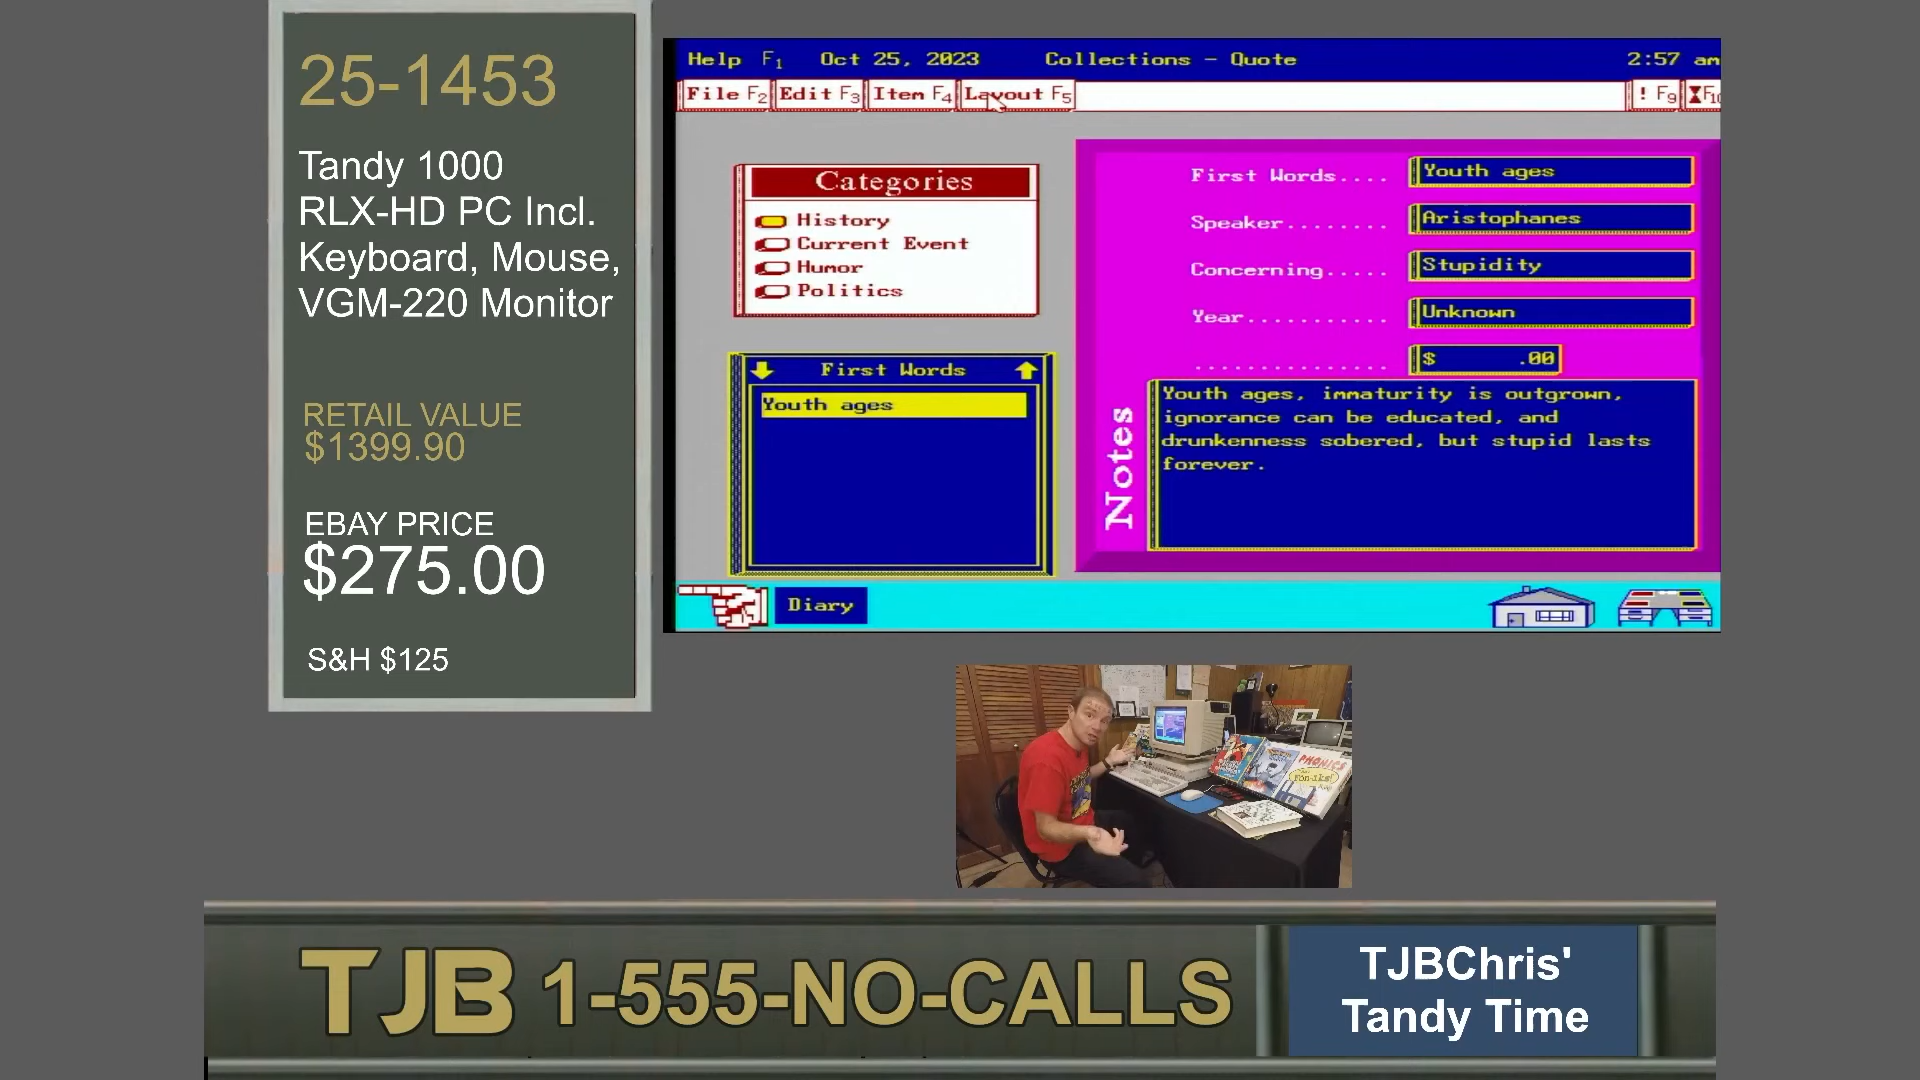 25-1453
Tandy 1000
RLX-HD PC Incl.
Keyboard, Mouse,
VGM-220 Monitor
RETAIL VALUE
$1399.90
EBAY PRICE
$275.00
S&H $125
Help F1 Oct 25, 2023 Collections - Quote 2:57 am
File F2 Edit F3 Item F4 Layout F5 ! F9 F10
Categories
History
Current Event
Humor
Politics
First Words
Youth ages
First Words.... Youth ages
Speaker........ Aristophanes
Concerning..... Stupidity
Year........... Unknown
............... $ .00
Notes
Youth ages, immaturity is outgrown,
ignorance can be educated, and
drunkenness sobered, but stupid lasts
forever.
Diary
PHONICS
TJB 1-555-NO-CALLS
TJBChris'
Tandy Time